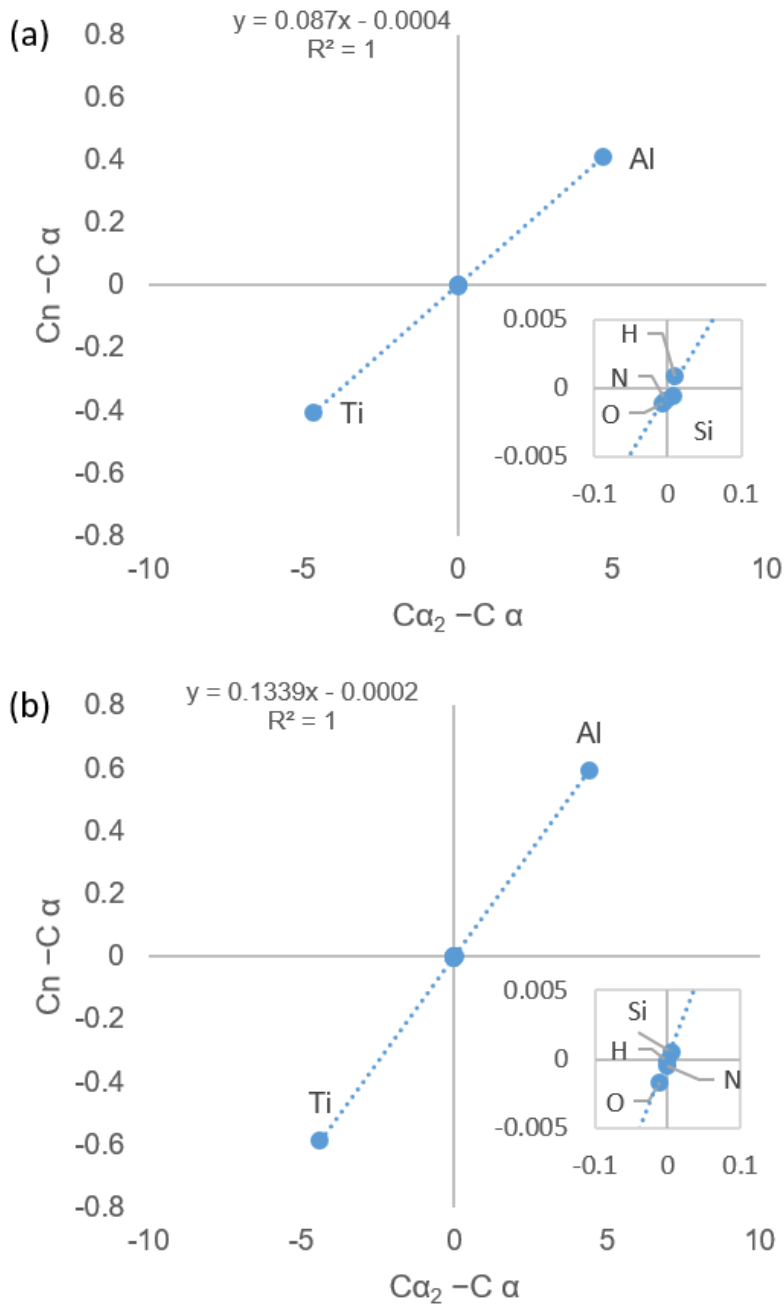 (a)
y = 0.087x - 0.0004
R² = 1
0.8
0.6
0.4
0.2
0
-0.2
-0.4
-0.6
-0.8
Cn −C α
Al
Ti
0.005
0
-0.005
H
N
O
Si
-0.1 0 0.1
-10 -5 0 5 10
Cα₂ −C α
(b)
y = 0.1339x - 0.0002
R² = 1
0.8
0.6
0.4
0.2
0
-0.2
-0.4
-0.6
-0.8
Cn −C α
Al
Ti
0.005
0
-0.005
Si
H
O
N
-0.1 0 0.1
-10 -5 0 5 10
Cα₂ −C α